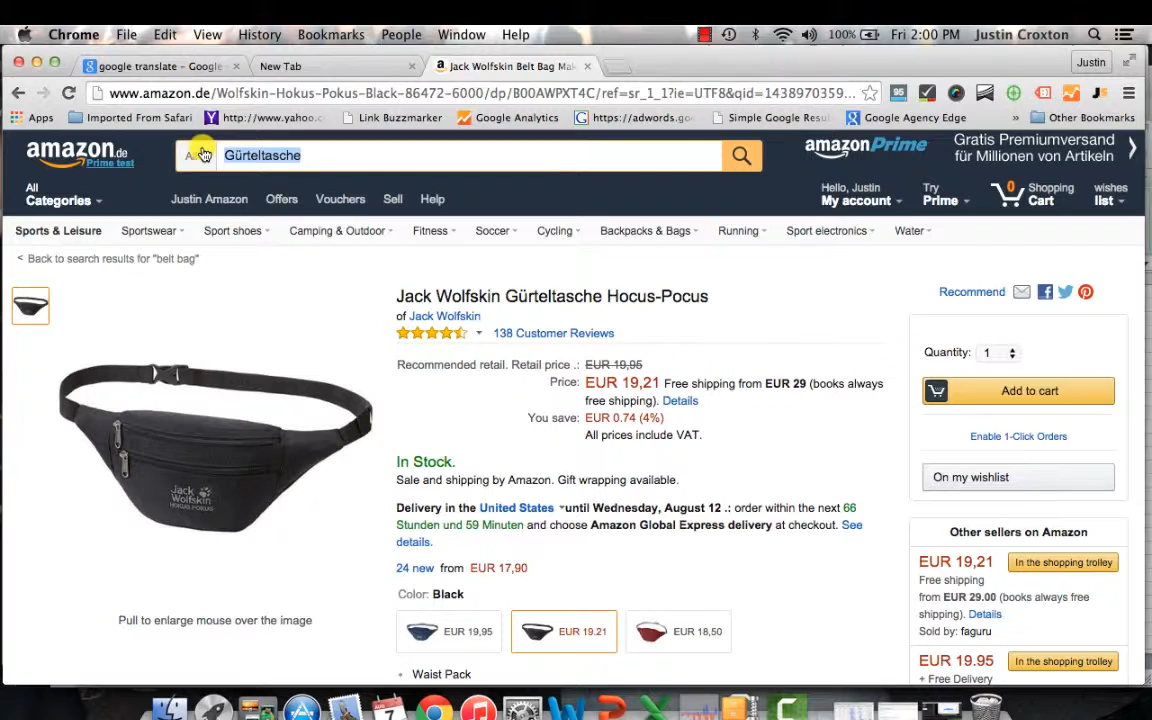 Chrome File Edit View History Bookmarks People Window Help 100% Fri 2:00 PM Justin Croxton
google translate - Google New Tab Jack Wolfskin Belt Bag Mak Justin
www.amazon.de/Wolfskin-Hokus-Pokus-Black-86472-6000/dp/B00AWPXT4C/ref=sr_1_1?ie=UTF8&qid=1438970359...
Apps Imported From Safari http://www.yahoo.c Link Buzzmarker Google Analytics https://adwords.go Simple Google Resu Google Agency Edge » Other Bookmarks
amazon.de Prime test
Gürteltasche
amazonPrime
Gratis Premiumversand
für Millionen von Artikeln
All
Categories
Justin Amazon Offers Vouchers Sell Help
Hello, Justin
My account
Try
Prime
0 Shopping
Cart
wishes
list
Sports & Leisure Sportswear Sport shoes Camping & Outdoor Fitness Soccer Cycling Backpacks & Bags Running Sport electronics Water
< Back to search results for "belt bag"
Jack Wolfskin Gürteltasche Hocus-Pocus
of Jack Wolfskin
138 Customer Reviews
Recommended retail. Retail price .: EUR 19,95
Price: EUR 19,21 Free shipping from EUR 29 (books always
free shipping). Details
You save: EUR 0.74 (4%)
All prices include VAT.
In Stock.
Sale and shipping by Amazon. Gift wrapping available.
Delivery in the United States until Wednesday, August 12 .: order within the next 66
Stunden und 59 Minuten and choose Amazon Global Express delivery at checkout. See
details.
24 new from EUR 17,90
Color: Black
EUR 19,95 EUR 19.21 EUR 18,50
• Waist Pack
Jack
Wolfskin
HOCUS POCUS
Pull to enlarge mouse over the image
Recommend
Quantity: 1
Add to cart
Enable 1-Click Orders
On my wishlist
Other sellers on Amazon
EUR 19,21 In the shopping trolley
Free shipping
from EUR 29.00 (books always free
shipping). Details
Sold by: faguru
EUR 19.95 In the shopping trolley
+ Free Delivery